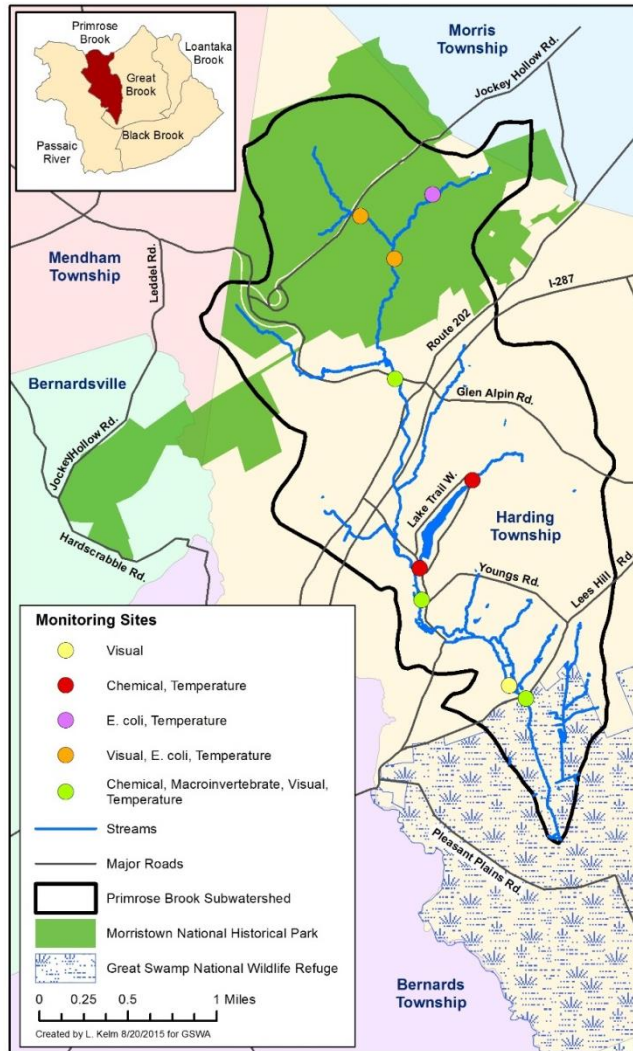 Primrose
Brook
Loantaka
Brook
Great
Brook
Black Brook
Passaic
River
Morris
Township
Jockey Hollow Rd.
Mendham
Township
Leddel Rd.
I-287
Route 202
Bernardsville
Glen Alpin Rd.
Jockey Hollow Rd.
Lake Trail W.
Harding
Township
Hardscrabble Rd.
Youngs Rd.
Lees Hill Rd.
Monitoring Sites
Visual
Chemical, Temperature
E. coli, Temperature
Visual, E. coli, Temperature
Chemical, Macroinvertebrate, Visual,
Temperature
Streams
Major Roads
Primrose Brook Subwatershed
Morristown National Historical Park
Great Swamp National Wildlife Refuge
0 0.25 0.5 1 Miles
Created by L. Kelm 8/20/2015 for GSWA
Pleasant Plains Rd.
Bernards
Township